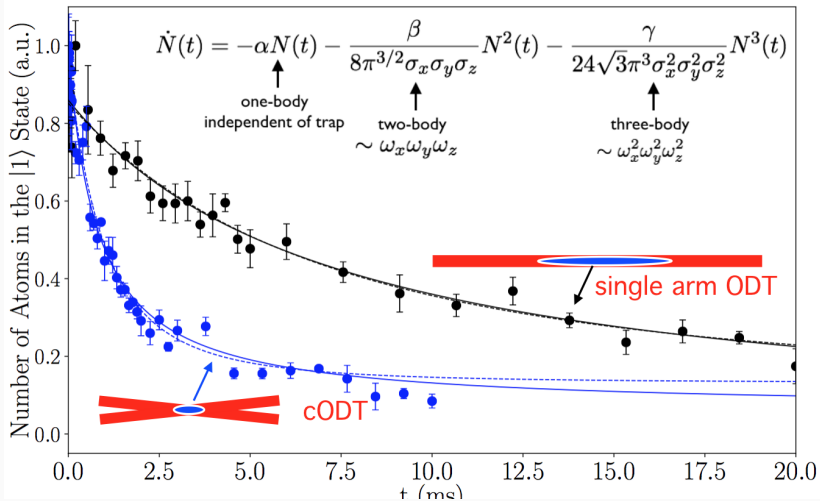 Number of Atoms in the |1⟩ State (a.u.)
1.0
0.8
0.6
0.4
0.2
0.0
Ṅ(t) = −αN(t) − β/(8π^{3/2}σ_xσ_yσ_z) N²(t) − γ/(24√3π³σ_x²σ_y²σ_z²) N³(t)
one-body
independent of trap
two-body
∼ ω_xω_yω_z
three-body
∼ ω_x²ω_y²ω_z²
single arm ODT
cODT
0.0 2.5 5.0 7.5 10.0 12.5 15.0 17.5 20.0
t (ms)